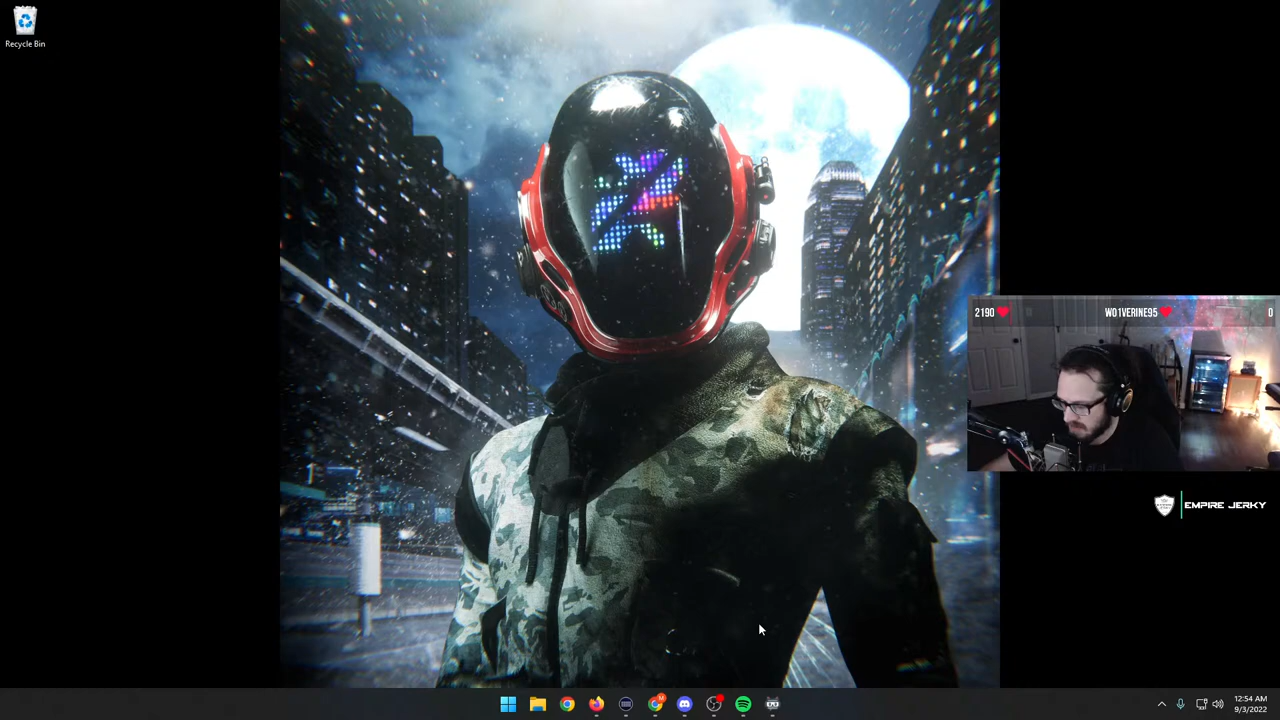 Recycle Bin
2190
WO1VERINE95
0
EMPIRE JERKY
12:54 AM
9/3/2022